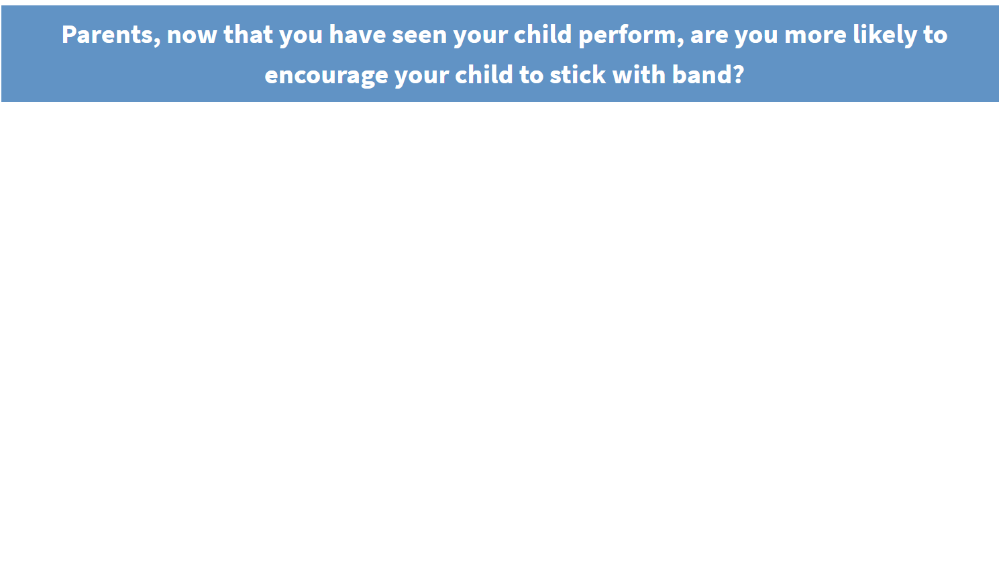 Parents, now that you have seen your child perform, are you more likely to
encourage your child to stick with band?